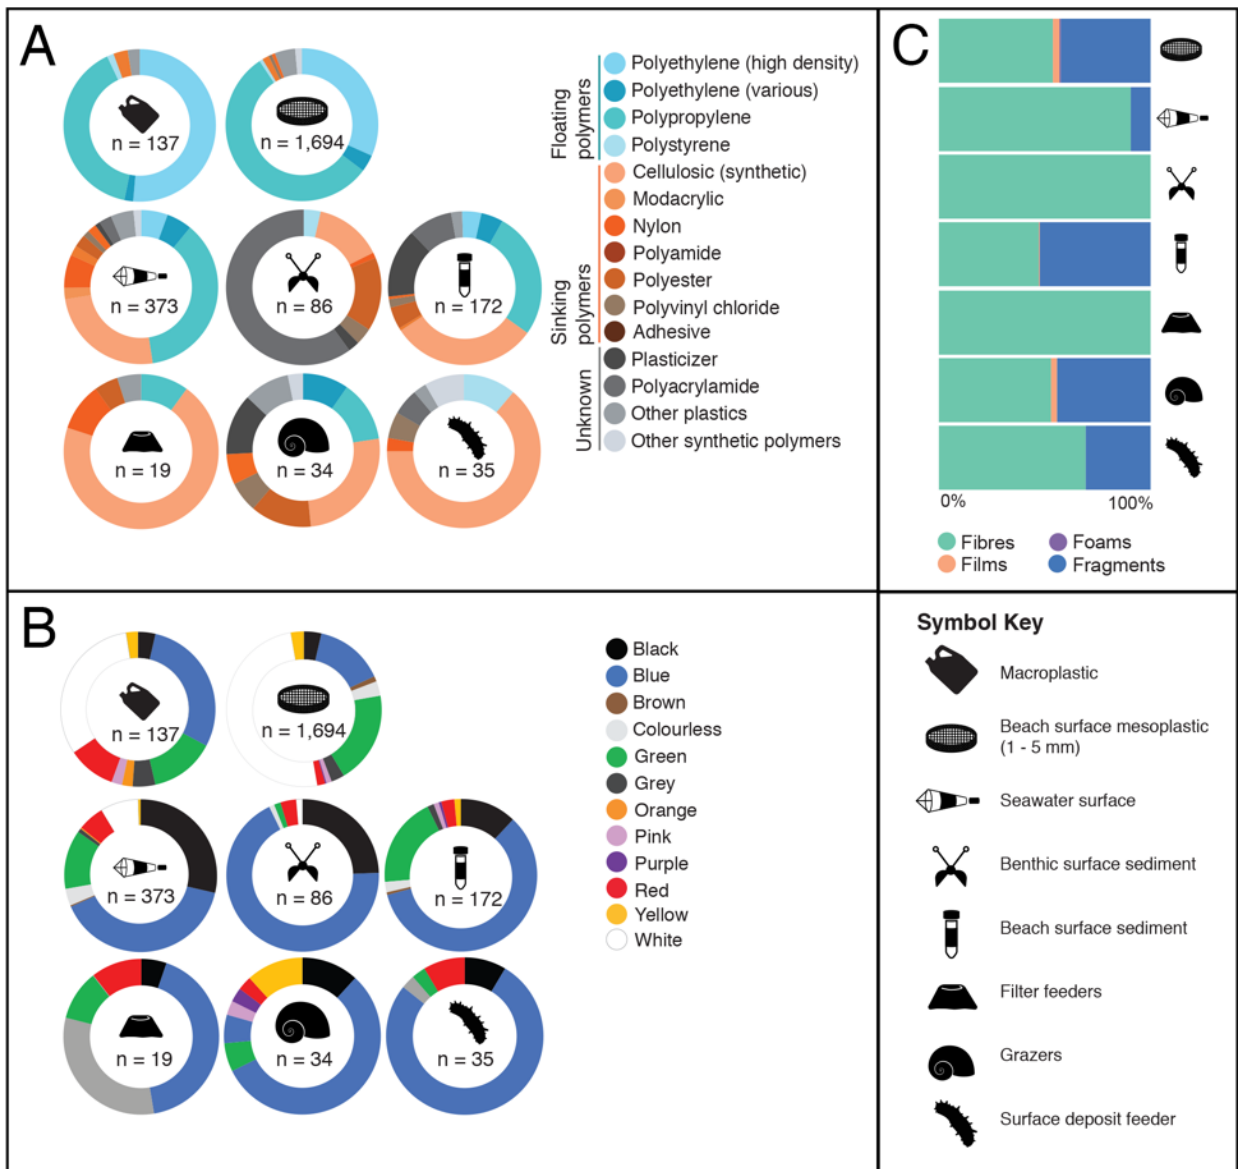 A
n = 137
n = 1,694
n = 373
n = 86
n = 172
n = 19
n = 34
n = 35
Floating
polymers
Polyethylene (high density)
Polyethylene (various)
Polypropylene
Polystyrene
Sinking
polymers
Cellulosic (synthetic)
Modacrylic
Nylon
Polyamide
Polyester
Polyvinyl chloride
Adhesive
Unknown
Plasticizer
Polyacrylamide
Other plastics
Other synthetic polymers
C
0%
100%
Fibres
Foams
Films
Fragments
B
n = 137
n = 1,694
n = 373
n = 86
n = 172
n = 19
n = 34
n = 35
Black
Blue
Brown
Colourless
Green
Grey
Orange
Pink
Purple
Red
Yellow
White
Symbol Key
Macroplastic
Beach surface mesoplastic
(1 - 5 mm)
Seawater surface
Benthic surface sediment
Beach surface sediment
Filter feeders
Grazers
Surface deposit feeder